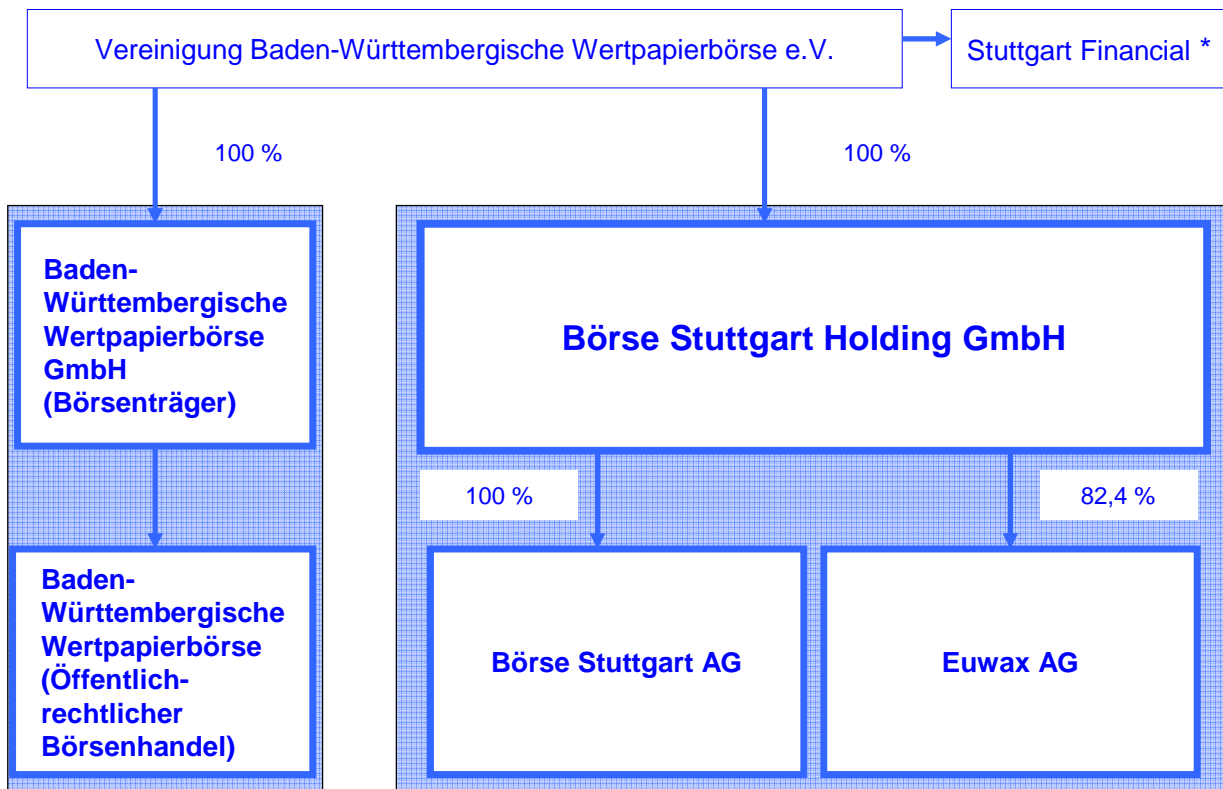 Vereinigung Baden-Württembergische Wertpapierbörse e.V.
Stuttgart Financial *
100 %
100 %
Baden-
Württembergische
Wertpapierbörse
GmbH
(Börsenträger)
Börse Stuttgart Holding GmbH
100 %
82,4 %
Baden-
Württembergische
Wertpapierbörse
(Öffentlich-
rechtlicher
Börsenhandel)
Börse Stuttgart AG
Euwax AG